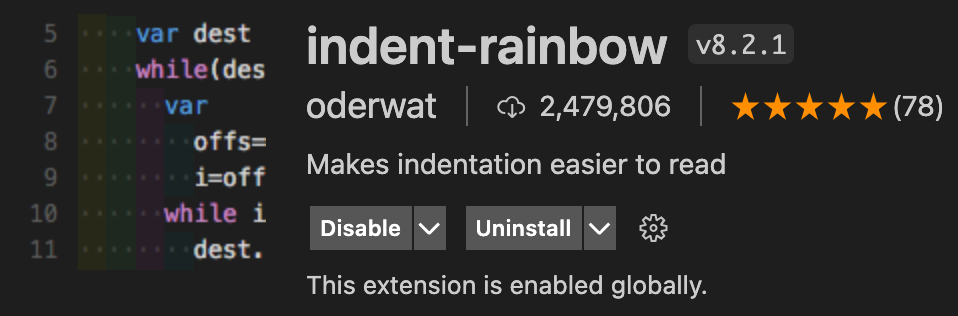 5 var dest
6 while(des
7 var
8 offs=
9 i=off
10 while i
11 dest.
indent-rainbow v8.2.1
oderwat 2,479,806 ★★★★★(78)
Makes indentation easier to read
Disable Uninstall
This extension is enabled globally.